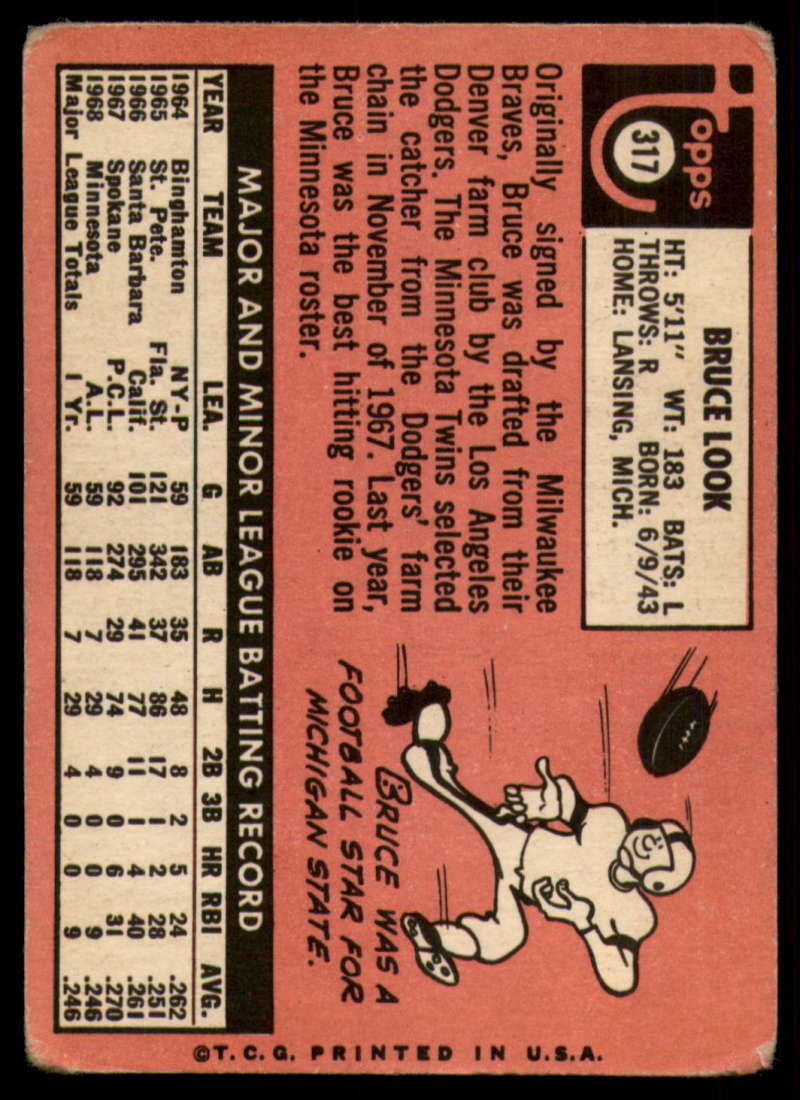 Topps
317
BRUCE LOOK
HT: 5'11" WT: 183 BATS: L
THROWS: R BORN: 6/9/43
HOME: LANSING, MICH.
Originally signed by the Milwaukee
Braves, Bruce was drafted from their
Denver farm club by the Los Angeles
Dodgers. The Minnesota Twins selected
the catcher from the Dodgers' farm
chain in November of 1967. Last year,
Bruce was the best hitting rookie on
the Minnesota roster.
BRUCE WAS A
FOOTBALL STAR FOR
MICHIGAN STATE.
MAJOR AND MINOR LEAGUE BATTING RECORD
YEAR TEAM LEA. G AB R H 2B 3B HR RBI AVG.
1964 Binghamton NY-P 59 183 35 48 8 2 5 24 .262
1965 St. Pete. Fla. St. 121 342 37 86 17 1 2 28 .251
1966 Santa Barbara Calif. 101 295 41 77 11 1 4 40 .261
1967 Spokane P.C.L. 92 274 29 74 9 0 6 31 .270
1968 Minnesota A.L. 59 118 7 29 4 0 0 9 .246
Major League Totals 1 Yr. 59 118 7 29 4 0 0 9 .246
©T.C.G. PRINTED IN U.S.A.